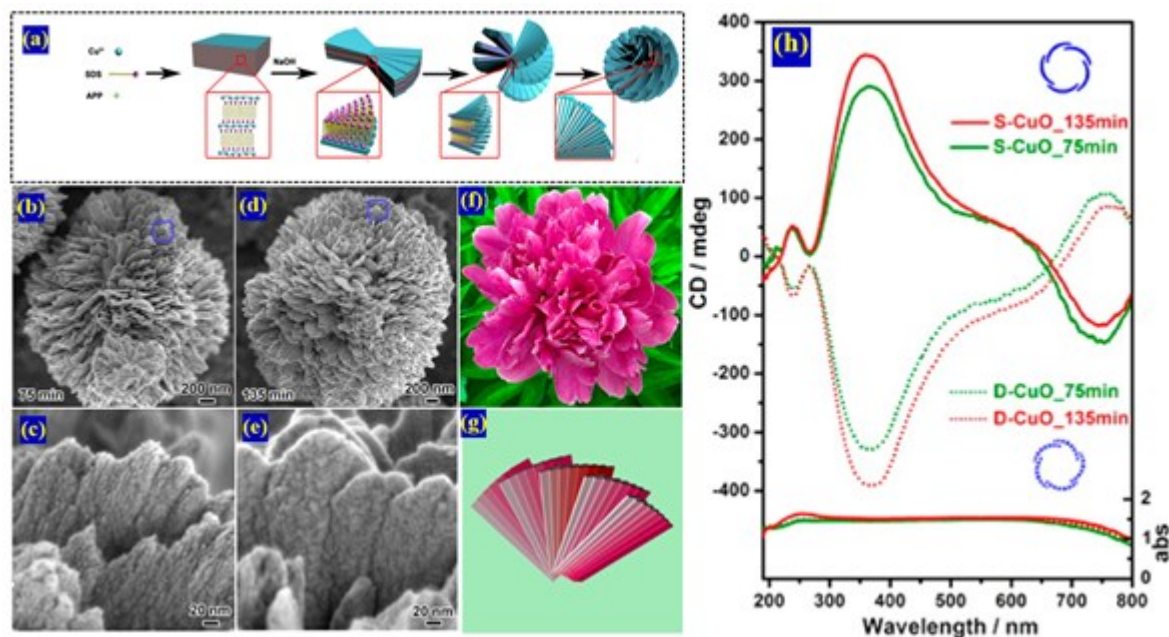 (a)
Cu²⁺
SDS
APP
NaOH
(b)
75 min
200 nm
(d)
135 min
200 nm
(f)
(c)
20 nm
(e)
20 nm
(g)
(h)
CD / mdeg
400
300
200
100
0
-100
-200
-300
-400
S-CuO_135min
S-CuO_75min
D-CuO_75min
D-CuO_135min
2
1
0
abs
200 300 400 500 600 700 800
Wavelength / nm